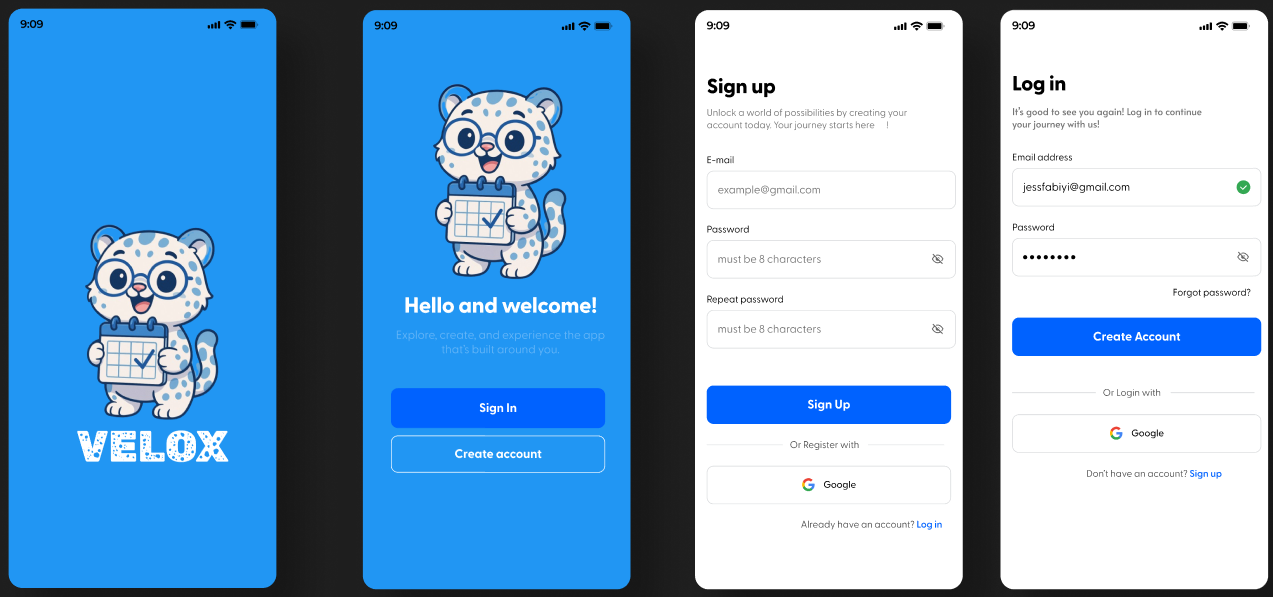 9:09
VELOX
9:09
Hello and welcome!
Explore, create, and experience the app
that's built around you.
Sign In
Create account
9:09
Sign up
Unlock a world of possibilities by creating your
account today. Your journey starts here !
E-mail
example@gmail.com
Password
must be 8 characters
Repeat password
must be 8 characters
Sign Up
Or Register with
Google
Already have an account? Log in
9:09
Log in
It's good to see you again! Log in to continue
your journey with us!
Email address
jessfabiyi@gmail.com
Password
••••••••
Forgot password?
Create Account
Or Login with
Google
Don't have an account? Sign up